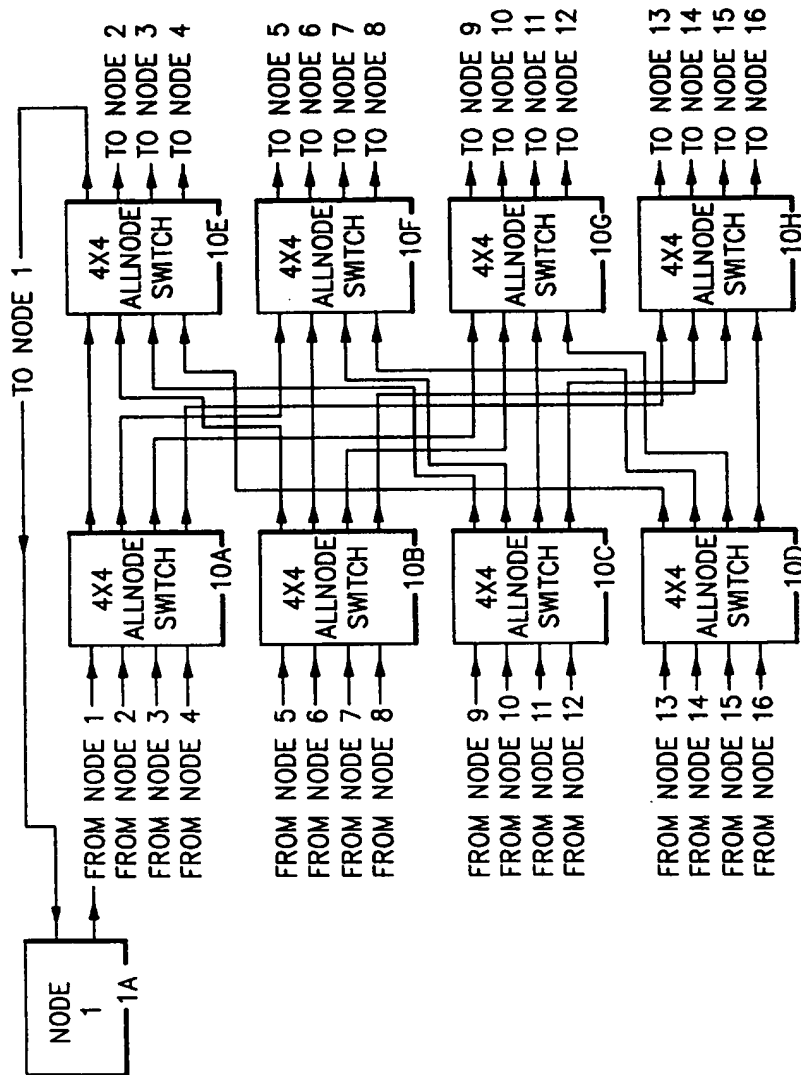 TO NODE 1
NODE
1
1A
FROM NODE 1
FROM NODE 2
FROM NODE 3
FROM NODE 4
4X4
ALLNODE
SWITCH
10A
4X4
ALLNODE
SWITCH
10E
TO NODE 2
TO NODE 3
TO NODE 4
FROM NODE 5
FROM NODE 6
FROM NODE 7
FROM NODE 8
4X4
ALLNODE
SWITCH
10B
4X4
ALLNODE
SWITCH
10F
TO NODE 5
TO NODE 6
TO NODE 7
TO NODE 8
FROM NODE 9
FROM NODE 10
FROM NODE 11
FROM NODE 12
4X4
ALLNODE
SWITCH
10C
4X4
ALLNODE
SWITCH
10G
TO NODE 9
TO NODE 10
TO NODE 11
TO NODE 12
FROM NODE 13
FROM NODE 14
FROM NODE 15
FROM NODE 16
4X4
ALLNODE
SWITCH
10D
4X4
ALLNODE
SWITCH
10H
TO NODE 13
TO NODE 14
TO NODE 15
TO NODE 16